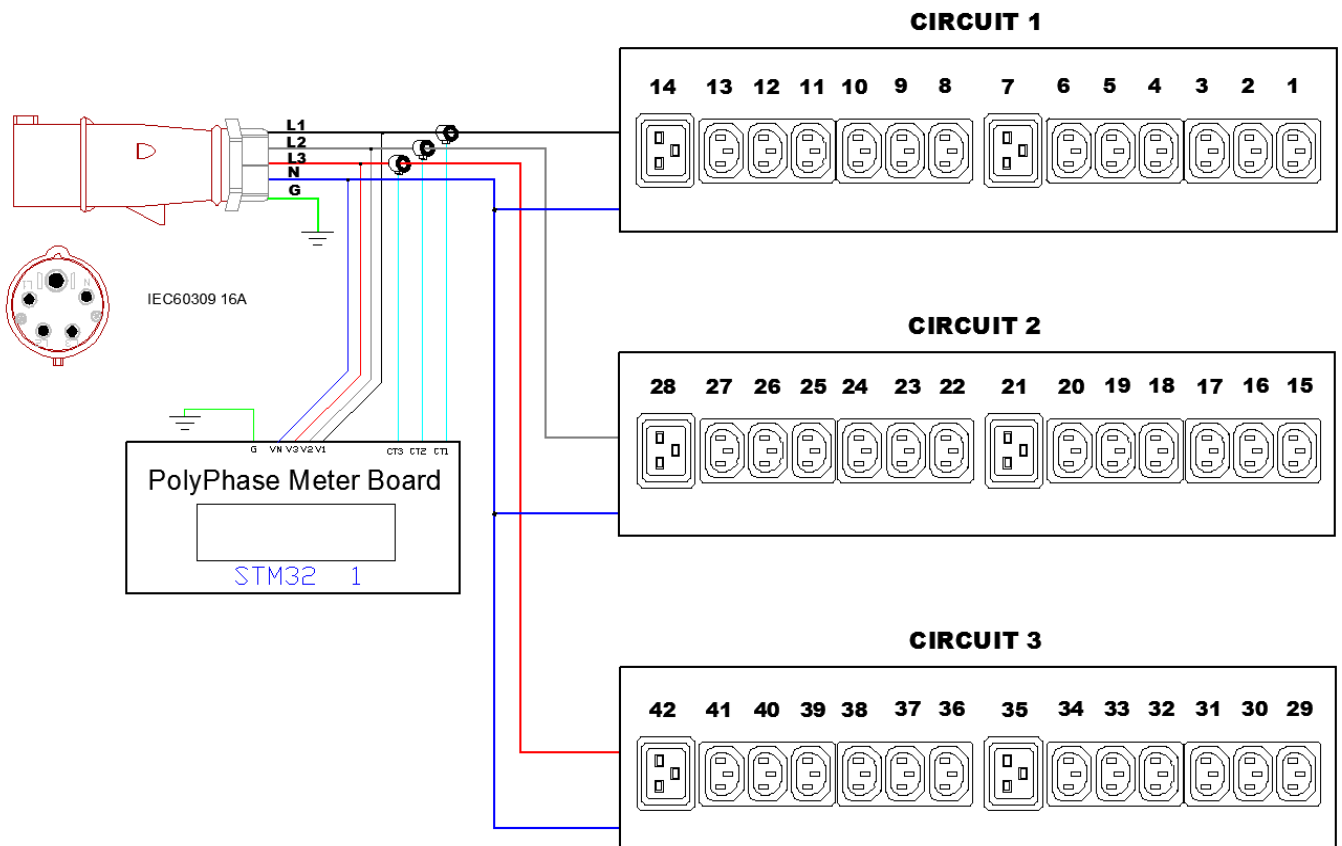 CIRCUIT 1
14 13 12 11 10 9 8 7 6 5 4 3 2 1
L1
L2
L3
N
G
IEC60309 16A
CIRCUIT 2
28 27 26 25 24 23 22 21 20 19 18 17 16 15
G VN V3 V2 V1 CT3 CT2 CT1
PolyPhase Meter Board
STM32 1
CIRCUIT 3
42 41 40 39 38 37 36 35 34 33 32 31 30 29